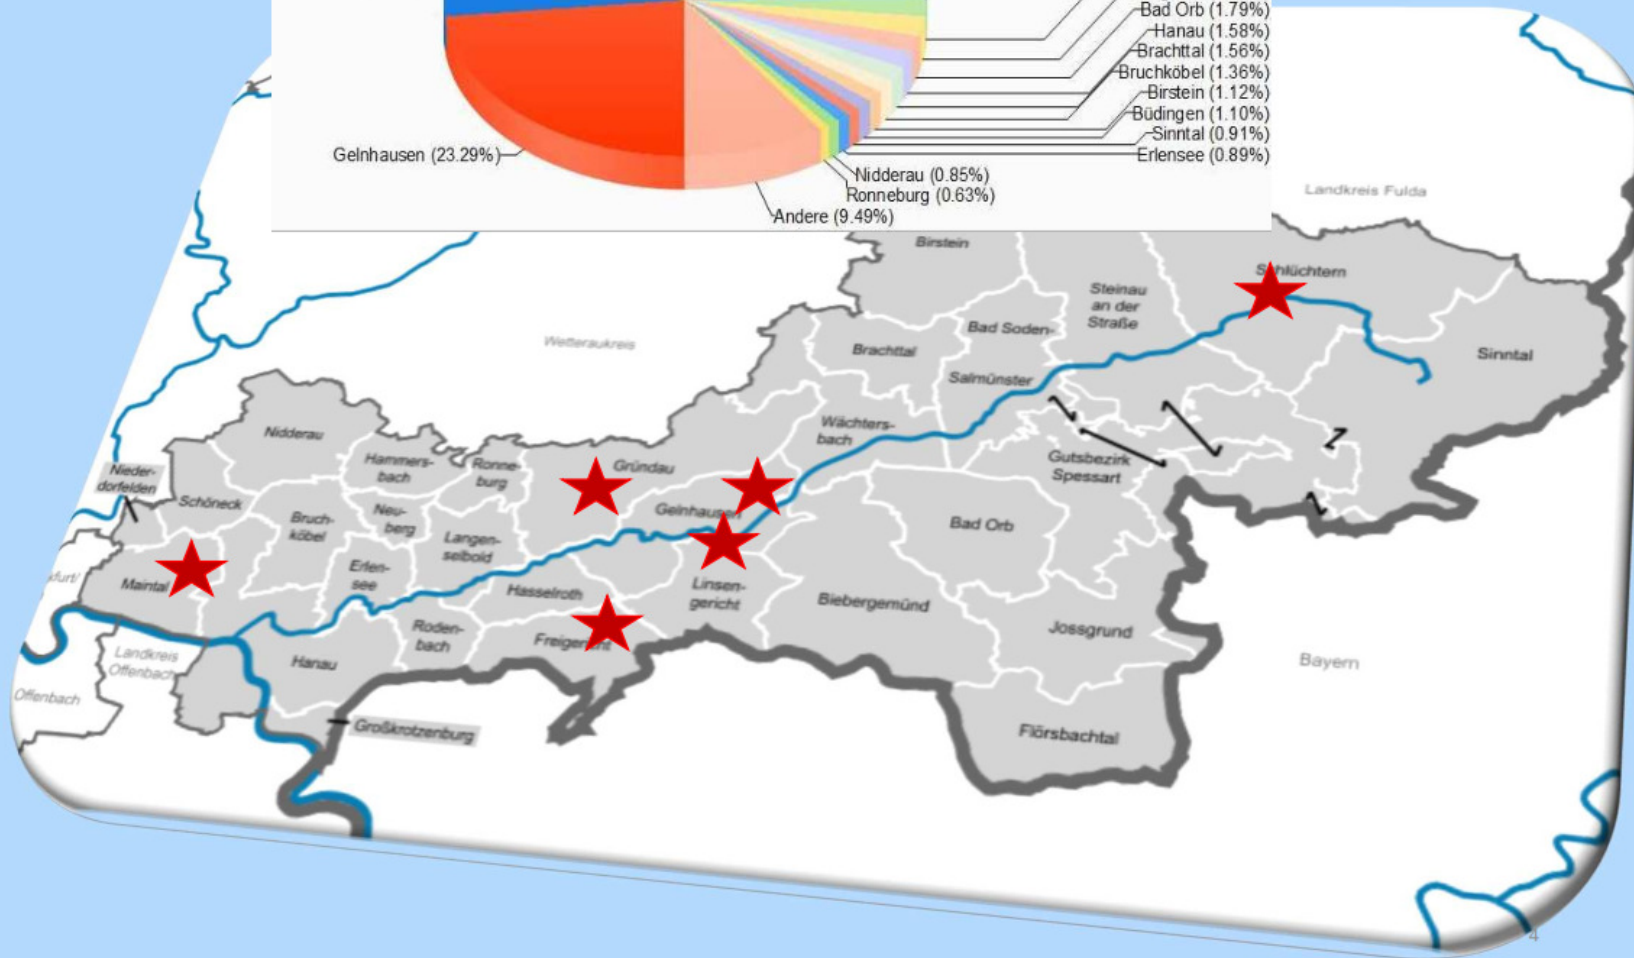 Bad Orb (1.79%)
Hanau (1.58%)
Brachttal (1.56%)
Bruchköbel (1.36%)
Birstein (1.12%)
Büdingen (1.10%)
Sinntal (0.91%)
Erlensee (0.89%)
Gelnhausen (23.29%)
Nidderau (0.85%)
Ronneburg (0.63%)
Andere (9.49%)
Landkreis Fulda
Birstein
Schlüchtern
Steinau
an der
Straße
Bad Soden-
Salmünster
Wetteraukreis
Brachttal
Sinntal
Wächters-
bach
Nidderau
Hammers-
bach
Ronne-
burg
Gründau
Gutsbezirk
Spessart
Nieder-
dorfelden
Schöneck
Bruch-
köbel
Neu-
berg
Langen-
selbold
Gelnhausen
Bad Orb
kfurt/
Maintal
Erlen-
see
Hasselroth
Linsen-
gericht
Biebergemünd
Jossgrund
Roden-
bach
Freigericht
Landkreis
Offenbach
Hanau
Bayern
Offenbach
Großkrotzenburg
Flörsbachtal
4